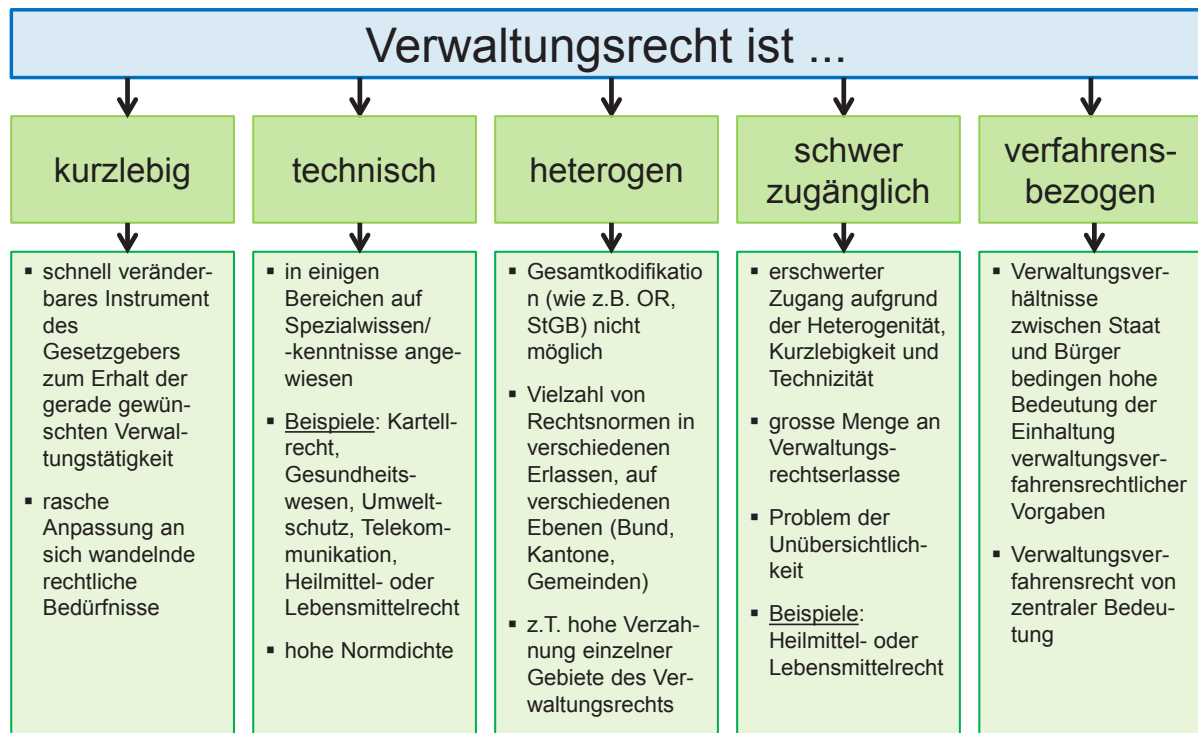 Verwaltungsrecht ist ...
kurzlebig
▪ schnell veränder-
bares Instrument
des
Gesetzgebers
zum Erhalt der
gerade gewün-
schten Verwal-
tungstätigkeit
▪ rasche
Anpassung an
sich wandelnde
rechtliche
Bedürfnisse
technisch
▪ in einigen
Bereichen auf
Spezialwissen/
-kenntnisse ange-
wiesen
▪ Beispiele: Kartell-
recht,
Gesundheits-
wesen, Umwelt-
schutz, Telekom-
munikation,
Heilmittel- oder
Lebensmittelrecht
▪ hohe Normdichte
heterogen
▪ Gesamtkodifikatio
n (wie z.B. OR,
StGB) nicht
möglich
▪ Vielzahl von
Rechtsnormen in
verschiedenen
Erlassen, auf
verschiedenen
Ebenen (Bund,
Kantone,
Gemeinden)
▪ z.T. hohe Verzah-
nung einzelner
Gebiete des Ver-
waltungsrechts
schwer
zugänglich
▪ erschwerter
Zugang aufgrund
der Heterogenität,
Kurzlebigkeit und
Technizität
▪ grosse Menge an
Verwaltungs-
rechtserlasse
▪ Problem der
Unübersichtlich-
keit
▪ Beispiele:
Heilmittel- oder
Lebensmittelrecht
verfahrens-
bezogen
▪ Verwaltungsver-
hältnisse
zwischen Staat
und Bürger
bedingen hohe
Bedeutung der
Einhaltung
verwaltungsver-
fahrensrechtlicher
Vorgaben
▪ Verwaltungsver-
fahrensrecht von
zentraler Bedeu-
tung